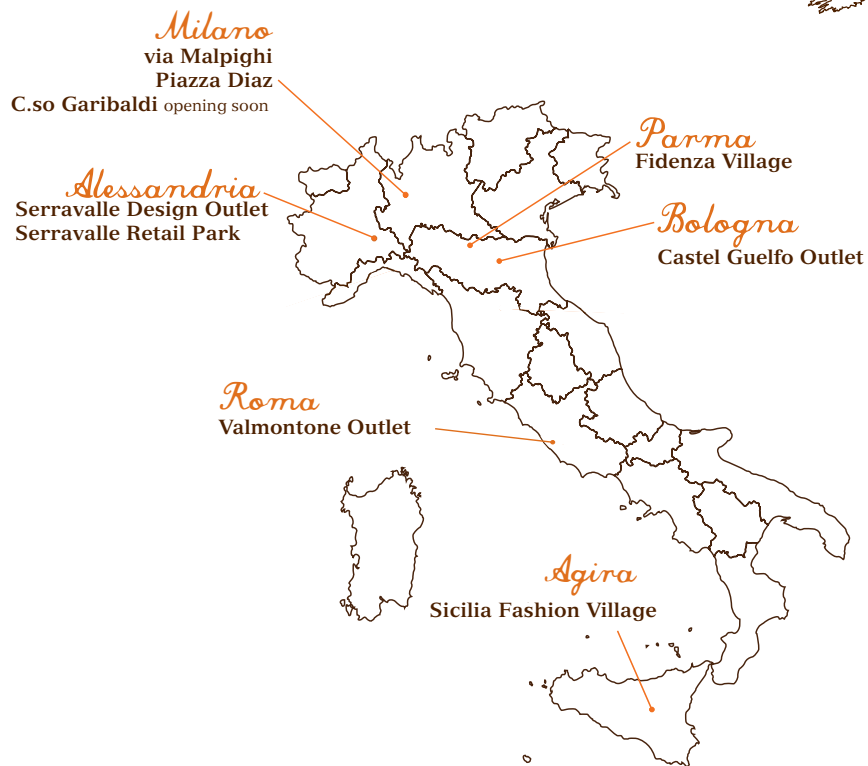 Milano
via Malpighi
Piazza Diaz
C.so Garibaldi opening soon
Parma
Fidenza Village
Alessandria
Serravalle Design Outlet
Serravalle Retail Park
Bologna
Castel Guelfo Outlet
Roma
Valmontone Outlet
Agira
Sicilia Fashion Village